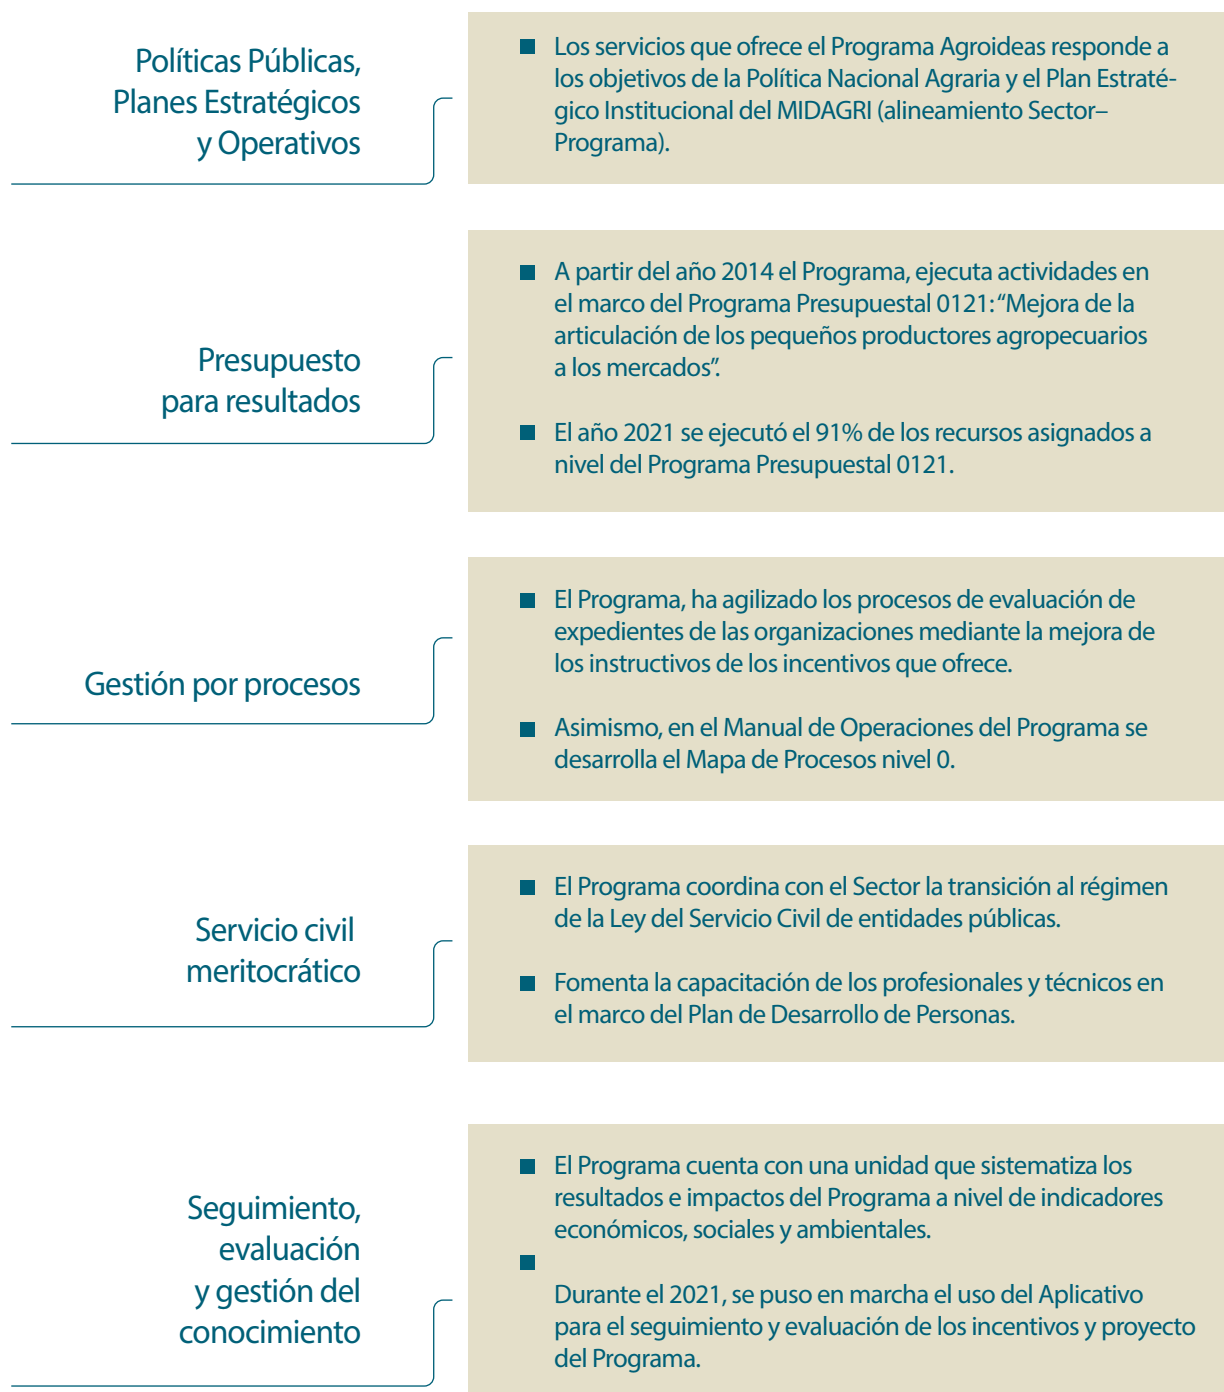 Políticas Públicas,
Planes Estratégicos
y Operativos
■ Los servicios que ofrece el Programa Agroideas responde a
los objetivos de la Política Nacional Agraria y el Plan Estraté-
gico Institucional del MIDAGRI (alineamiento Sector–
Programa).
Presupuesto
para resultados
■ A partir del año 2014 el Programa, ejecuta actividades en
el marco del Programa Presupuestal 0121: “Mejora de la
articulación de los pequeños productores agropecuarios
a los mercados”.
■ El año 2021 se ejecutó el 91% de los recursos asignados a
nivel del Programa Presupuestal 0121.
Gestión por procesos
■ El Programa, ha agilizado los procesos de evaluación de
expedientes de las organizaciones mediante la mejora de
los instructivos de los incentivos que ofrece.
■ Asimismo, en el Manual de Operaciones del Programa se
desarrolla el Mapa de Procesos nivel 0.
Servicio civil
meritocrático
■ El Programa coordina con el Sector la transición al régimen
de la Ley del Servicio Civil de entidades públicas.
■ Fomenta la capacitación de los profesionales y técnicos en
el marco del Plan de Desarrollo de Personas.
Seguimiento,
evaluación
y gestión del
conocimiento
■ El Programa cuenta con una unidad que sistematiza los
resultados e impactos del Programa a nivel de indicadores
económicos, sociales y ambientales.
■
Durante el 2021, se puso en marcha el uso del Aplicativo
para el seguimiento y evaluación de los incentivos y proyecto
del Programa.